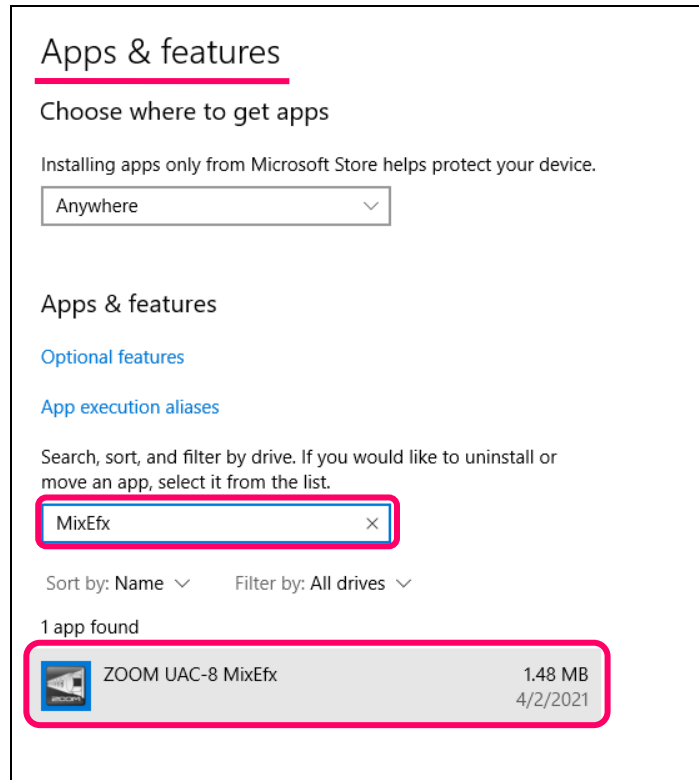 Apps & features
Choose where to get apps
Installing apps only from Microsoft Store helps protect your device.
Anywhere
Apps & features
Optional features
App execution aliases
Search, sort, and filter by drive. If you would like to uninstall or
move an app, select it from the list.
MixEfx
Sort by: Name Filter by: All drives
1 app found
ZOOM UAC-8 MixEfx 1.48 MB
ZOOM 4/2/2021